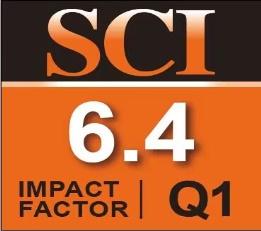 SCI
6.4
IMPACT
FACTOR | Q1